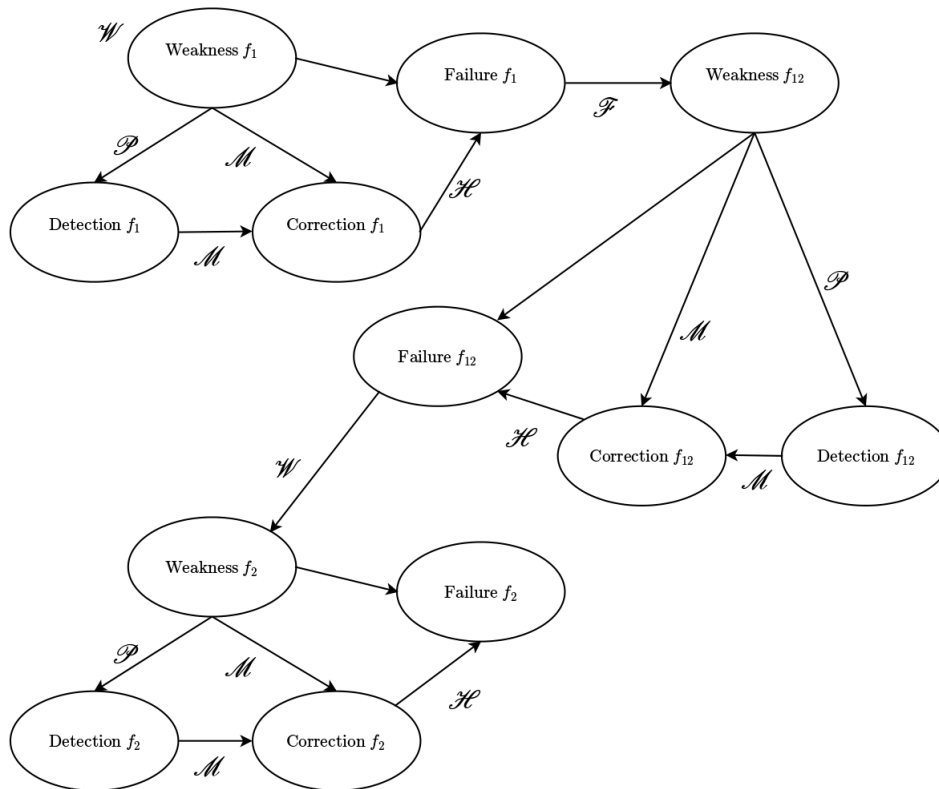 𝒲
Weakness f₁
Failure f₁
Weakness f₁₂
ℱ
𝒫
ℳ
ℋ
Detection f₁
Correction f₁
ℳ
𝒫
ℳ
Failure f₁₂
ℋ
Correction f₁₂
Detection f₁₂
ℳ
𝒲
Weakness f₂
Failure f₂
𝒫
ℳ
ℋ
Detection f₂
Correction f₂
ℳ